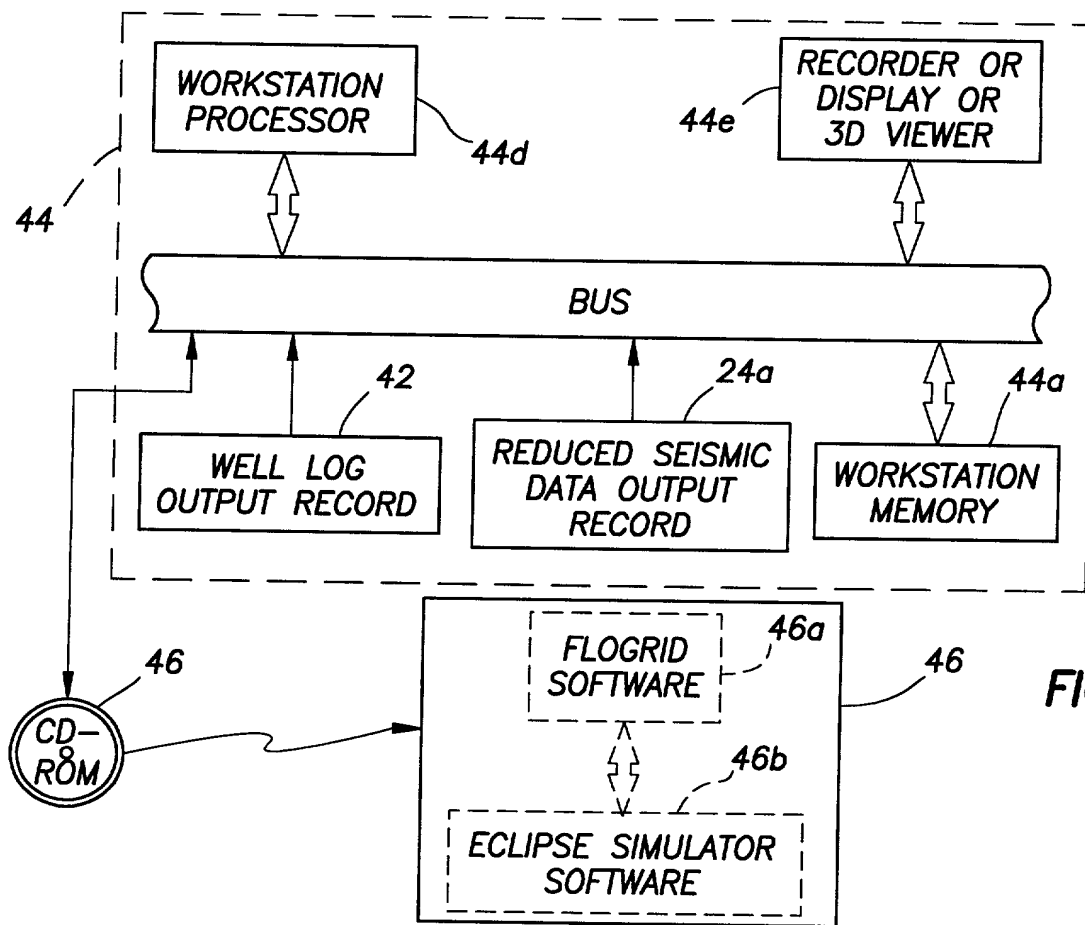 WORKSTATION
PROCESSOR
44d
RECORDER OR
DISPLAY OR
3D VIEWER
44e
44
BUS
42
24a
44a
WELL LOG
OUTPUT RECORD
REDUCED SEISMIC
DATA OUTPUT
RECORD
WORKSTATION
MEMORY
46
CD-
ROM
FLOGRID
SOFTWARE
46a
46
46b
ECLIPSE SIMULATOR
SOFTWARE